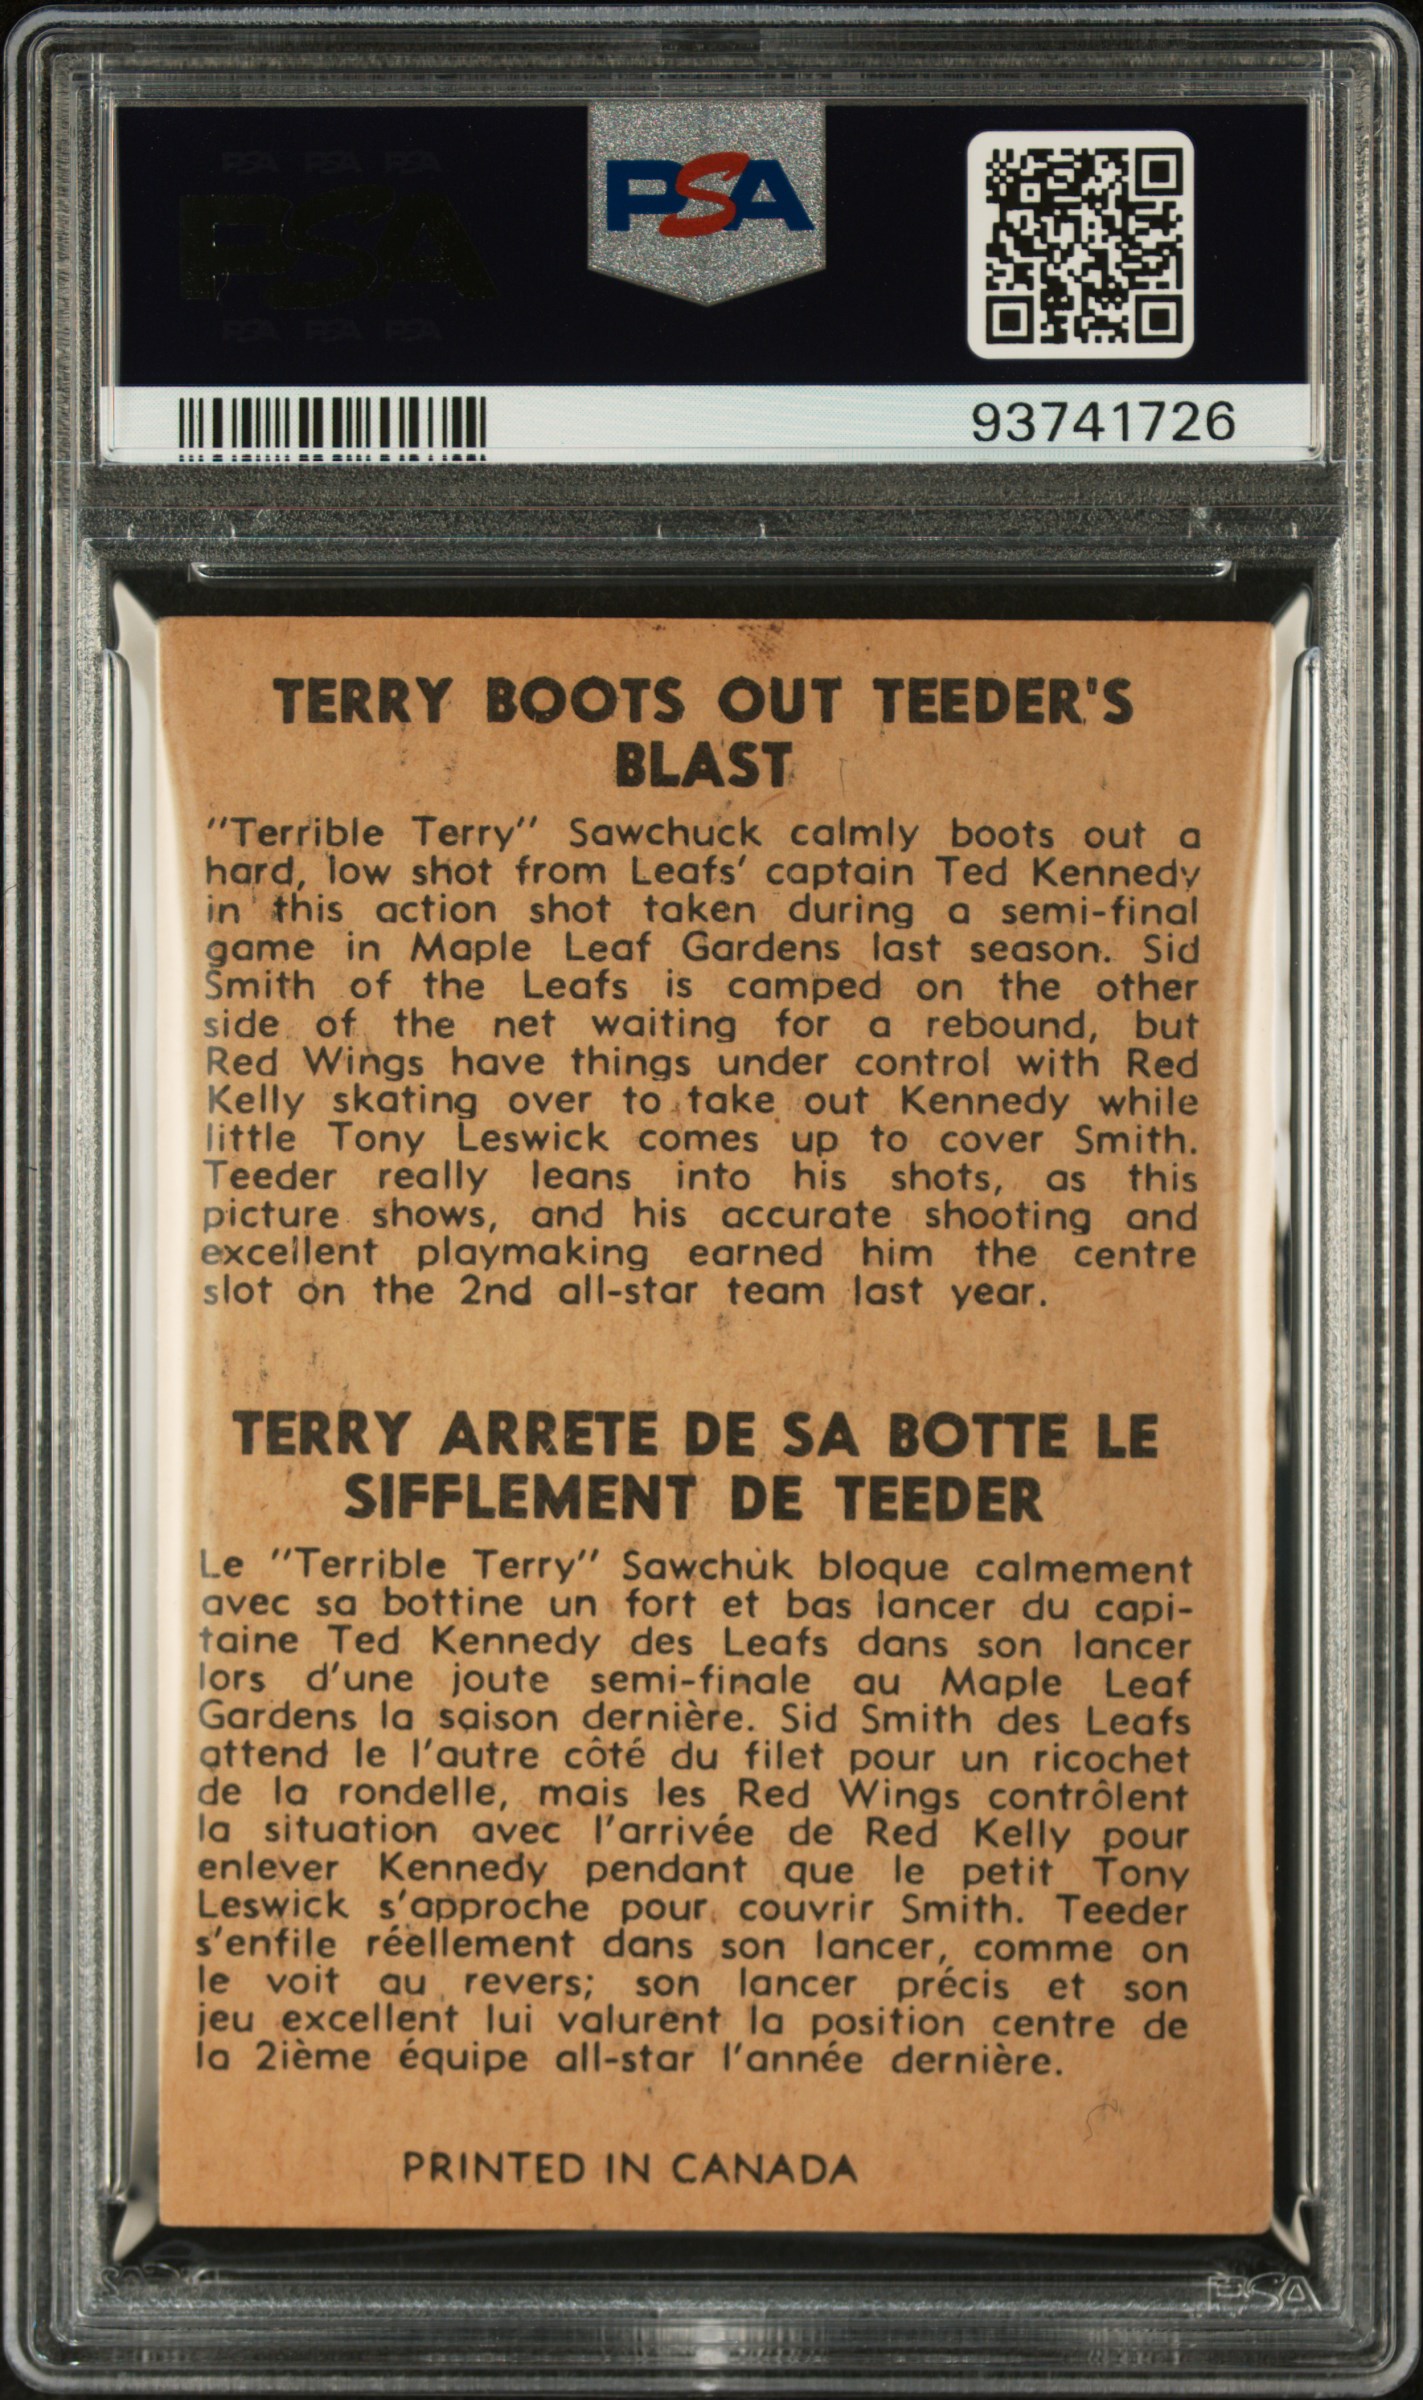 PSA PSA PSA
PSA
PSA PSA PSA
PSA
93741726
TERRY BOOTS OUT TEEDER'S
BLAST
"Terrible Terry" Sawchuck calmly boots out a
hard, low shot from Leafs' captain Ted Kennedy
in this action shot taken during a semi-final
game in Maple Leaf Gardens last season. Sid
Smith of the Leafs is camped on the other
side of the net waiting for a rebound, but
Red Wings have things under control with Red
Kelly skating over to take out Kennedy while
little Tony Leswick comes up to cover Smith.
Teeder really leans into his shots, as this
picture shows, and his accurate shooting and
excellent playmaking earned him the centre
slot on the 2nd all-star team last year.
TERRY ARRETE DE SA BOTTE LE
SIFFLEMENT DE TEEDER
Le "Terrible Terry" Sawchuk bloque calmement
avec sa bottine un fort et bas lancer du capi-
taine Ted Kennedy des Leafs dans son lancer
lors d'une joute semi-finale au Maple Leaf
Gardens la saison dernière. Sid Smith des Leafs
attend le l'autre côté du filet pour un ricochet
de la rondelle, mais les Red Wings contrôlent
la situation avec l'arrivée de Red Kelly pour
enlever Kennedy pendant que le petit Tony
Leswick s'approche pour couvrir Smith. Teeder
s'enfile réellement dans son lancer, comme on
le voit au revers; son lancer précis et son
jeu excellent lui valurent la position centre de
la 2ième équipe all-star l'année dernière.
PRINTED IN CANADA
PSA